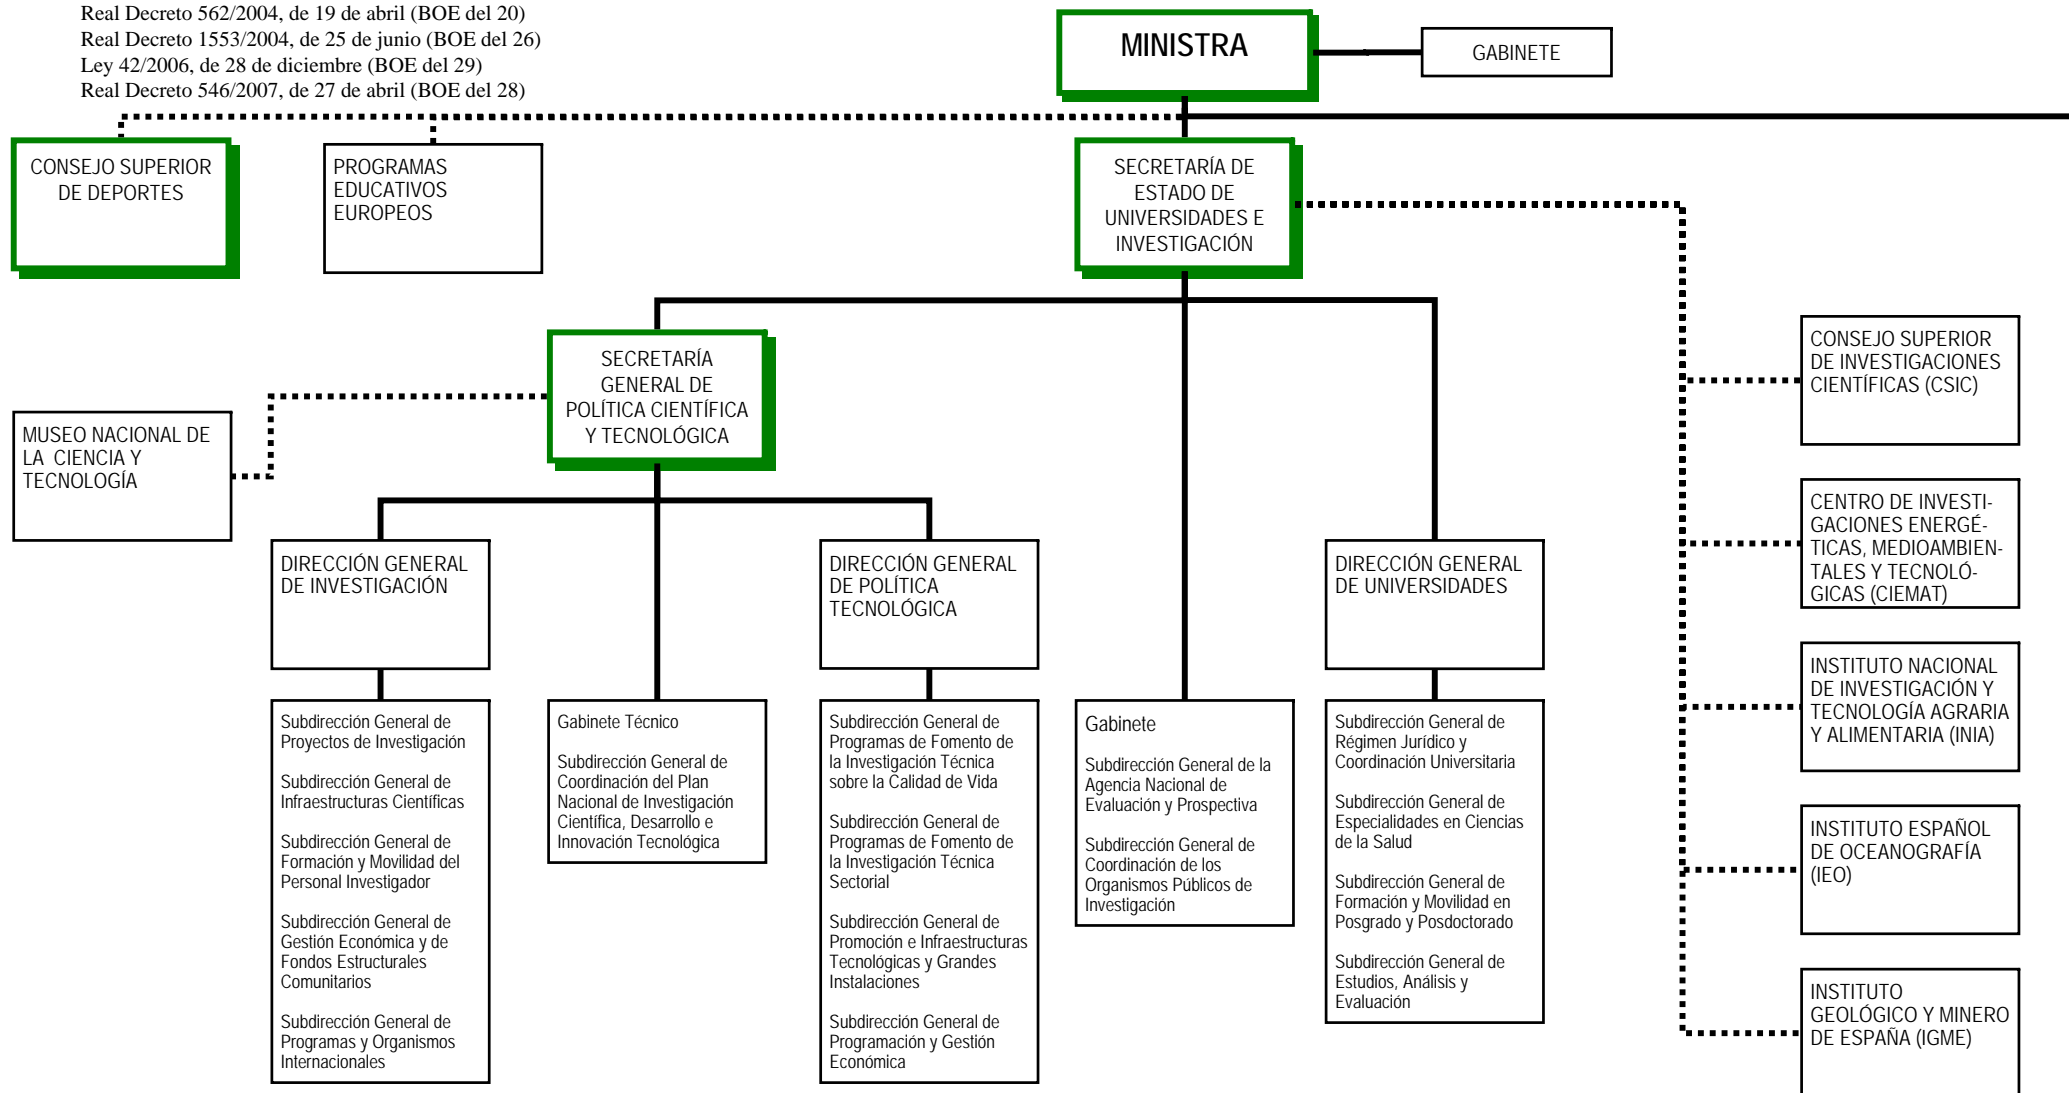 Real Decreto 562/2004, de 19 de abril (BOE del 20)
Real Decreto 1553/2004, de 25 de junio (BOE del 26)
Ley 42/2006, de 28 de diciembre (BOE del 29)
Real Decreto 546/2007, de 27 de abril (BOE del 28)
MINISTRA
GABINETE
CONSEJO SUPERIOR
DE DEPORTES
PROGRAMAS
EDUCATIVOS
EUROPEOS
SECRETARÍA DE
ESTADO DE
UNIVERSIDADES E
INVESTIGACIÓN
SECRETARÍA
GENERAL DE
POLÍTICA CIENTÍFICA
Y TECNOLÓGICA
MUSEO NACIONAL DE
LA CIENCIA Y
TECNOLOGÍA
CONSEJO SUPERIOR
DE INVESTIGACIONES
CIENTÍFICAS (CSIC)
CENTRO DE INVESTI-
GACIONES ENERGÉ-
TICAS, MEDIOAMBIEN-
TALES Y TECNOLÓ-
GICAS (CIEMAT)
INSTITUTO NACIONAL
DE INVESTIGACIÓN Y
TECNOLOGÍA AGRARIA
Y ALIMENTARIA (INIA)
INSTITUTO ESPAÑOL
DE OCEANOGRAFÍA
(IEO)
INSTITUTO
GEOLÓGICO Y MINERO
DE ESPAÑA (IGME)
DIRECCIÓN GENERAL
DE INVESTIGACIÓN
DIRECCIÓN GENERAL
DE POLÍTICA
TECNOLÓGICA
DIRECCIÓN GENERAL
DE UNIVERSIDADES
Subdirección General de
Proyectos de Investigación
Subdirección General de
Infraestructuras Científicas
Subdirección General de
Formación y Movilidad del
Personal Investigador
Subdirección General de
Gestión Económica y de
Fondos Estructurales
Comunitarios
Subdirección General de
Programas y Organismos
Internacionales
Gabinete Técnico
Subdirección General de
Coordinación del Plan
Nacional de Investigación
Científica, Desarrollo e
Innovación Tecnológica
Subdirección General de
Programas de Fomento de
la Investigación Técnica
sobre la Calidad de Vida
Subdirección General de
Programas de Fomento de
la Investigación Técnica
Sectorial
Subdirección General de
Promoción e Infraestructuras
Tecnológicas y Grandes
Instalaciones
Subdirección General de
Programación y Gestión
Económica
Gabinete
Subdirección General de la
Agencia Nacional de
Evaluación y Prospectiva
Subdirección General de
Coordinación de los
Organismos Públicos de
Investigación
Subdirección General de
Régimen Jurídico y
Coordinación Universitaria
Subdirección General de
Especialidades en Ciencias
de la Salud
Subdirección General de
Formación y Movilidad en
Posgrado y Posdoctorado
Subdirección General de
Estudios, Análisis y
Evaluación